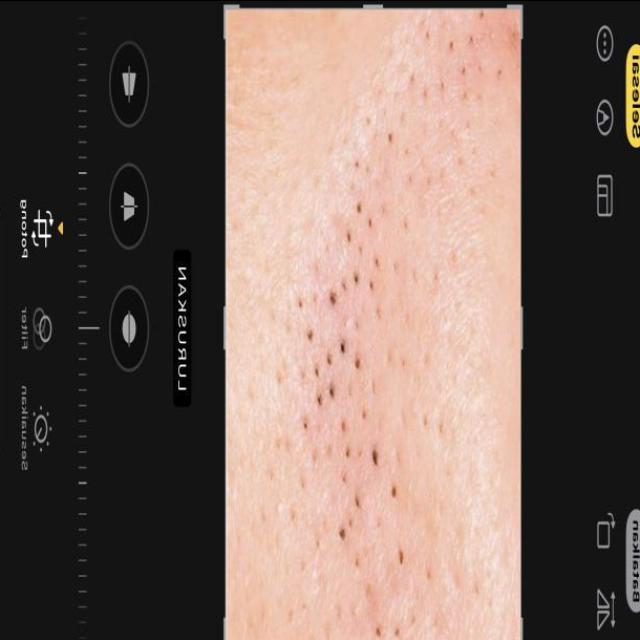 Selesai
LURUSKAN
Potong
Filter
Sesuaikan
Batalkan